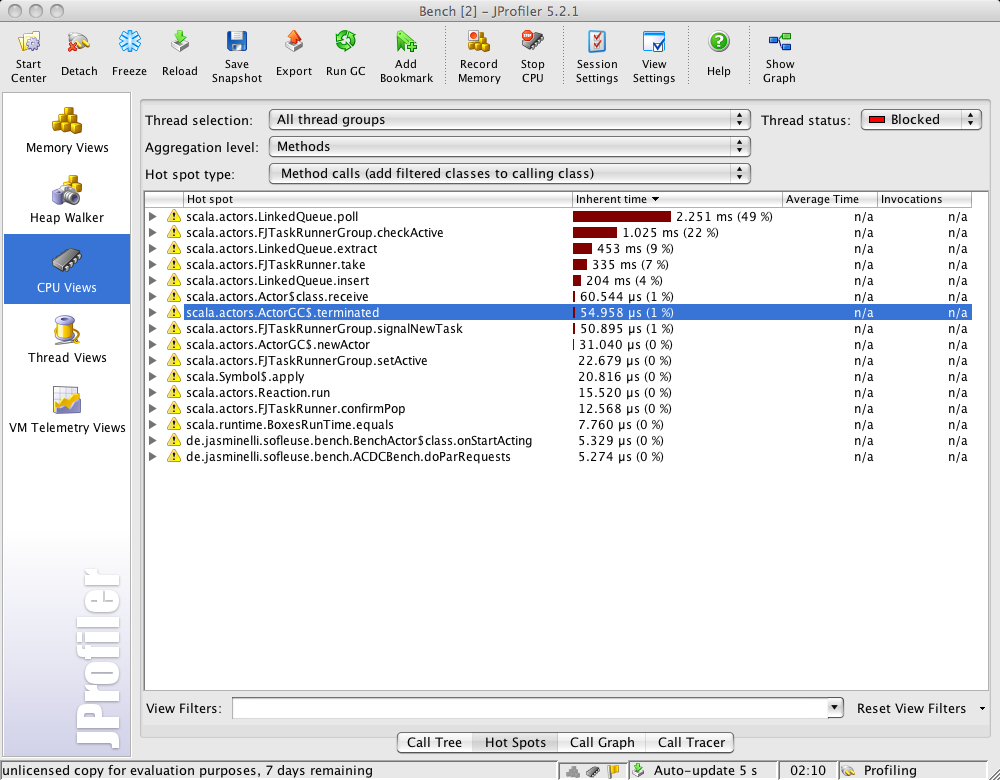 Bench [2] – JProfiler 5.2.1
Start Center
Detach
Freeze
Reload
Save Snapshot
Export
Run GC
Add Bookmark
Record Memory
Stop CPU
Session Settings
View Settings
Help
Show Graph
Memory Views
Heap Walker
CPU Views
Thread Views
VM Telemetry Views
JProfiler
Thread selection: All thread groups Thread status: Blocked
Aggregation level: Methods
Hot spot type: Method calls (add filtered classes to calling class)
Hot spot Inherent time Average Time Invocations
scala.actors.LinkedQueue.poll 2.251 ms (49 %) n/a n/a
scala.actors.FJTaskRunnerGroup.checkActive 1.025 ms (22 %) n/a n/a
scala.actors.LinkedQueue.extract 453 ms (9 %) n/a n/a
scala.actors.FJTaskRunner.take 335 ms (7 %) n/a n/a
scala.actors.LinkedQueue.insert 204 ms (4 %) n/a n/a
scala.actors.Actor$class.receive 60.544 µs (1 %) n/a n/a
scala.actors.ActorGC$.terminated 54.958 µs (1 %) n/a n/a
scala.actors.FJTaskRunnerGroup.signalNewTask 50.895 µs (1 %) n/a n/a
scala.actors.ActorGC$.newActor 31.040 µs (0 %) n/a n/a
scala.actors.FJTaskRunnerGroup.setActive 22.679 µs (0 %) n/a n/a
scala.Symbol$.apply 20.816 µs (0 %) n/a n/a
scala.actors.Reaction.run 15.520 µs (0 %) n/a n/a
scala.actors.FJTaskRunner.confirmPop 12.568 µs (0 %) n/a n/a
scala.runtime.BoxesRunTime.equals 7.760 µs (0 %) n/a n/a
de.jasminelli.sofleuse.bench.BenchActor$class.onStartActing 5.329 µs (0 %) n/a n/a
de.jasminelli.sofleuse.bench.ACDCBench.doParRequests 5.274 µs (0 %) n/a n/a
View Filters: Reset View Filters
Call Tree Hot Spots Call Graph Call Tracer
unlicensed copy for evaluation purposes, 7 days remaining Auto-update 5 s 02:10 Profiling